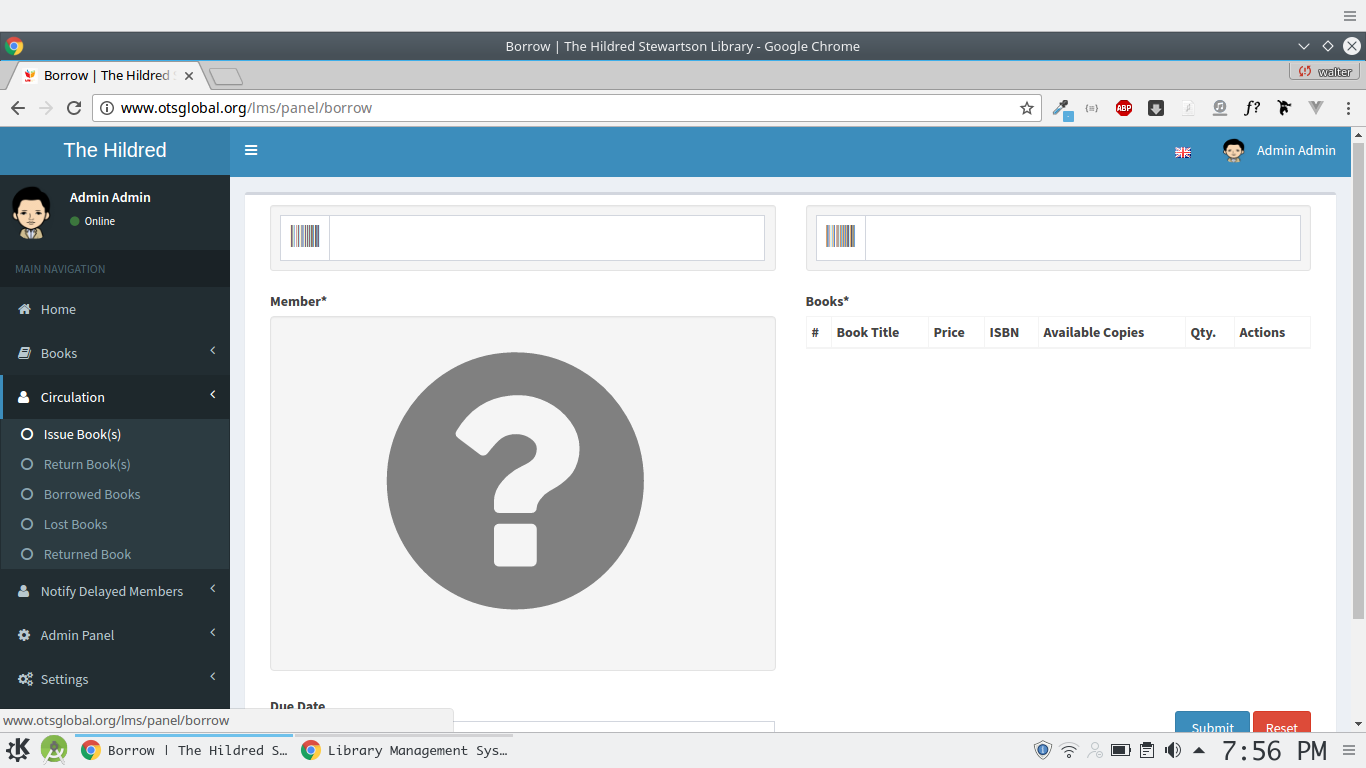 Borrow | The Hildred Stewartson Library - Google Chrome
Borrow | The Hildred
walter
www.otsglobal.org/lms/panel/borrow
ABP
f?
The Hildred
Admin Admin
Admin Admin
Online
MAIN NAVIGATION
Home
Books
Circulation
Issue Book(s)
Return Book(s)
Borrowed Books
Lost Books
Returned Book
Notify Delayed Members
Admin Panel
Settings
Member*
Books*
# Book Title Price ISBN Available Copies Qty. Actions
Due Date
Submit Reset
www.otsglobal.org/lms/panel/borrow
Borrow | The Hildred S...
Library Management Sys...
7:56 PM